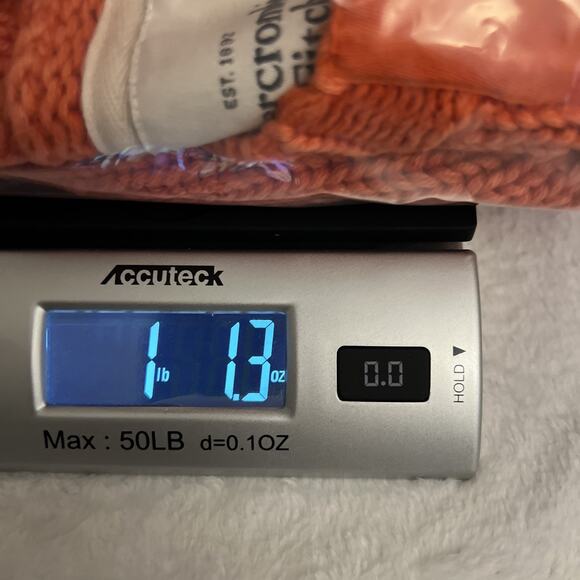 EST. 1892
Accuteck
1 lb 1.3 oz
0.0
HOLD ▼
Max : 50LB d=0.1OZ